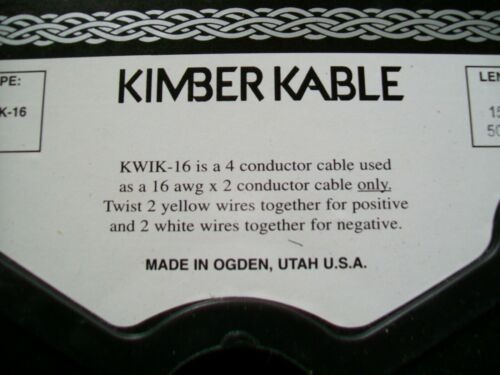 KIMBER KABLE
PE:
K-16
LEN
15
50
KWIK-16 is a 4 conductor cable used
as a 16 awg x 2 conductor cable only.
Twist 2 yellow wires together for positive
and 2 white wires together for negative.
MADE IN OGDEN, UTAH U.S.A.